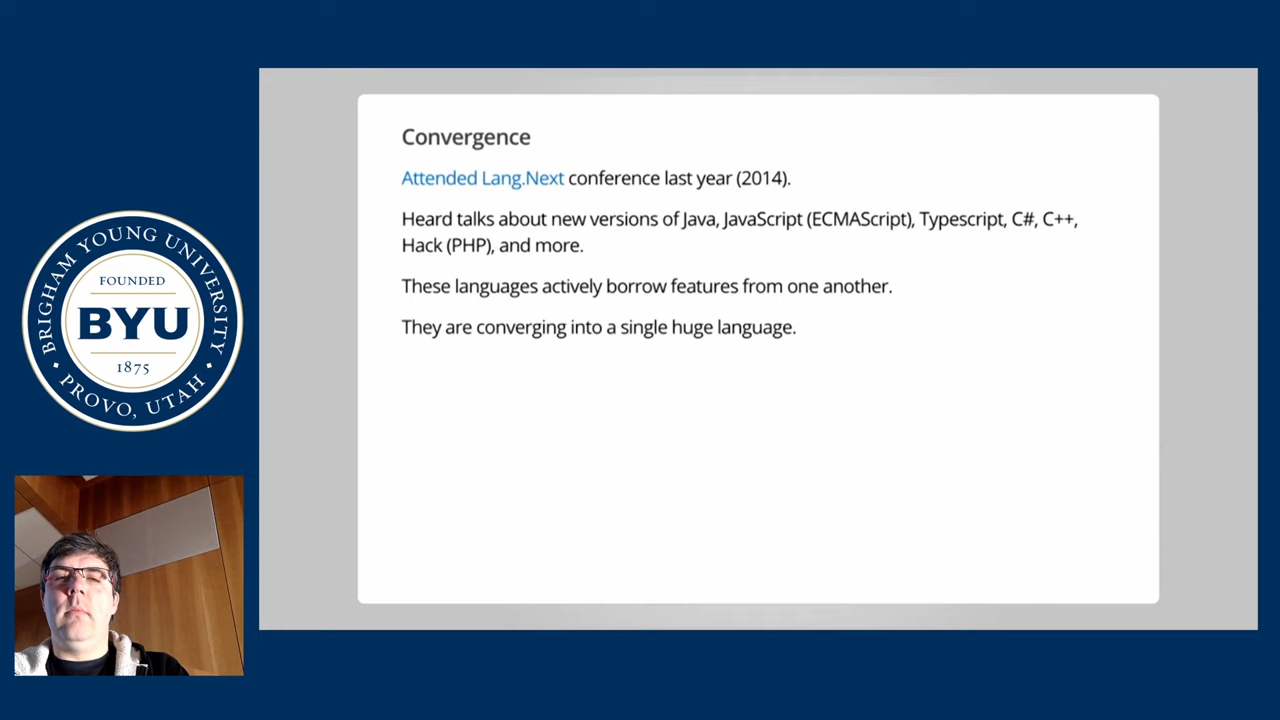 Convergence
Attended Lang.Next conference last year (2014).
Heard talks about new versions of Java, JavaScript (ECMAScript), Typescript, C#, C++,
Hack (PHP), and more.
These languages actively borrow features from one another.
They are converging into a single huge language.
BRIGHAM YOUNG UNIVERSITY
FOUNDED
BYU
1875
PROVO, UTAH